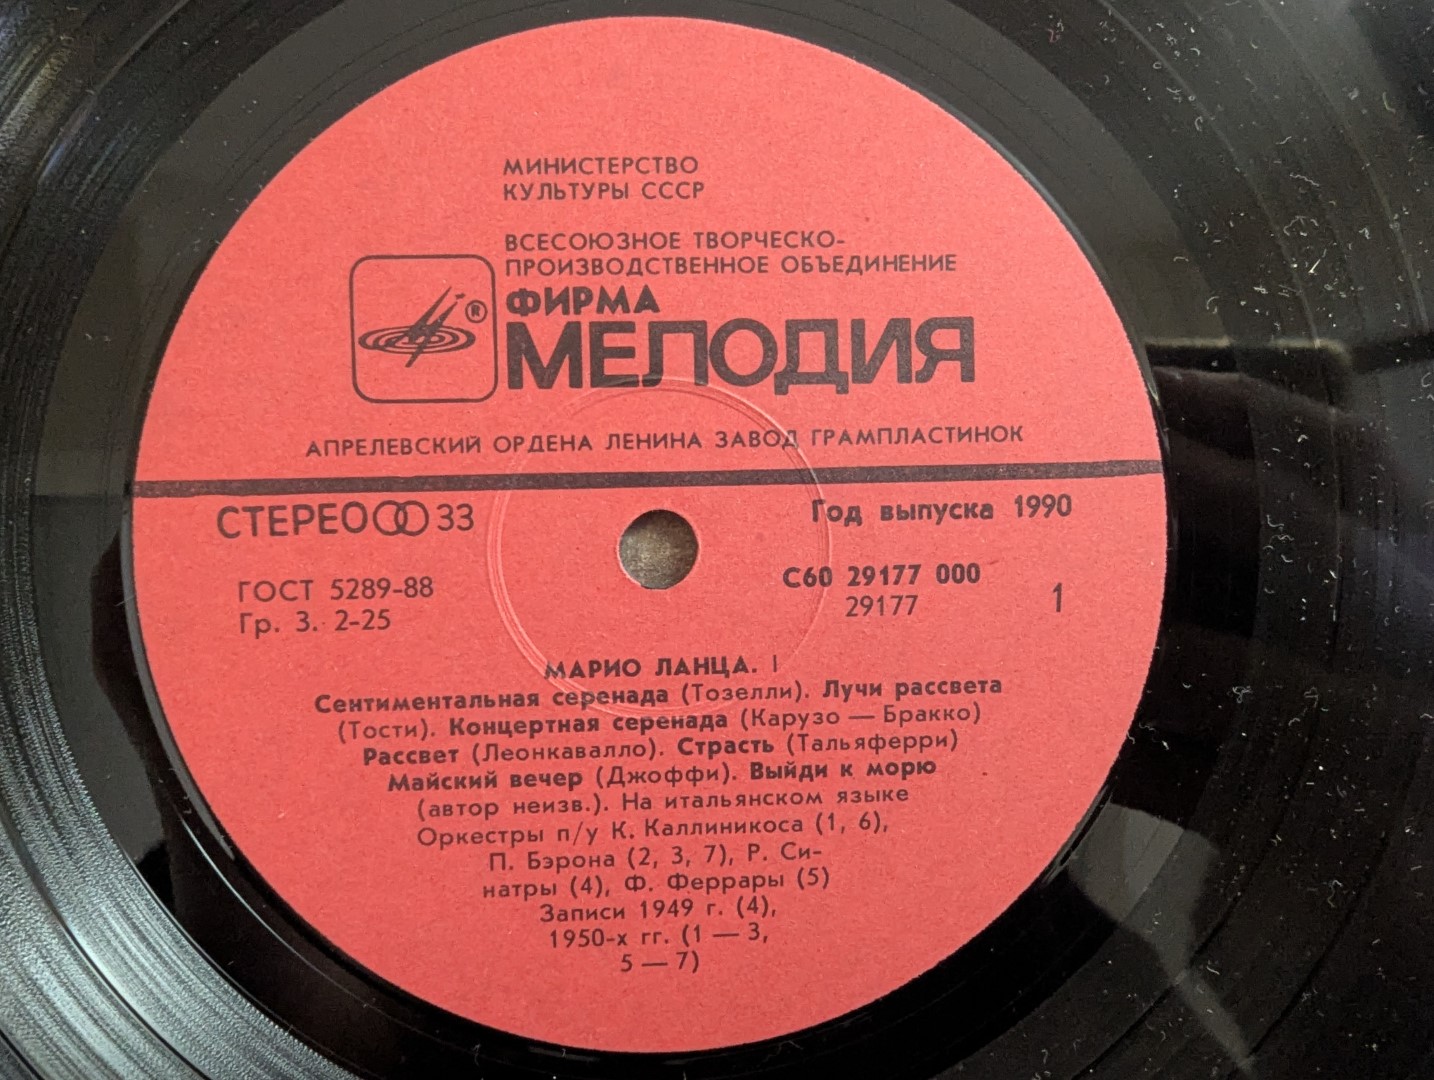 МИНИСТЕРСТВО
КУЛЬТУРЫ СССР
ВСЕСОЮЗНОЕ ТВОРЧЕСКО-
ПРОИЗВОДСТВЕННОЕ ОБЪЕДИНЕНИЕ
ФИРМА
®
МЕЛОДИЯ
АПРЕЛЕВСКИЙ ОРДЕНА ЛЕНИНА ЗАВОД ГРАМПЛАСТИНОК
СТЕРЕО 33
Год выпуска 1990
ГОСТ 5289-88
Гр. 3. 2-25
С60 29177 000
29177
1
МАРИО ЛАНЦА. I
Сентиментальная серенада (Тозелли). Лучи рассвета
(Тости). Концертная серенада (Карузо — Бракко)
Рассвет (Леонкавалло). Страсть (Тальяферри)
Майский вечер (Джоффи). Выйди к морю
(автор неизв.). На итальянском языке
Оркестры п/у К. Каллиникоса (1, 6),
П. Бэрона (2, 3, 7), Р. Си-
натры (4), Ф. Феррары (5)
Записи 1949 г. (4),
1950-х гг. (1 — 3,
5 — 7)